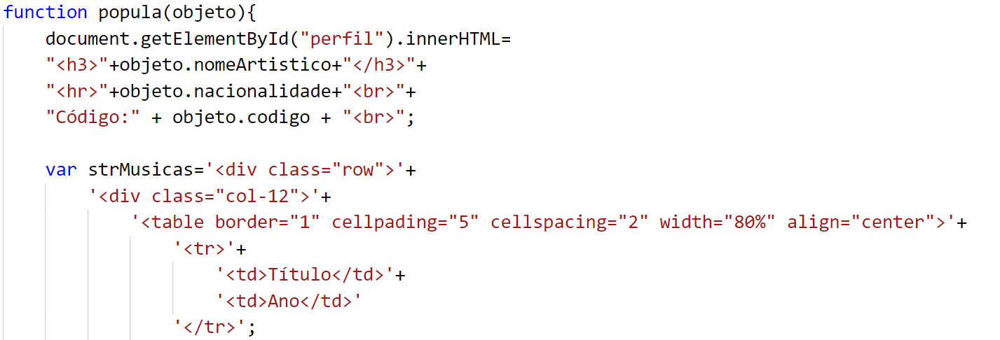 function popula(objeto){
document.getElementById("perfil").innerHTML=
"<h3>"+objeto.nomeArtistico+"</h3>"+
"<hr>"+objeto.nacionalidade+"<br>"+
"Código:" + objeto.codigo + "<br>";
var strMusicas='<div class="row">'+
'<div class="col-12">'+
'<table border="1" cellpading="5" cellspacing="2" width="80%" align="center">'+
'<tr>'+
'<td>Título</td>'+
'<td>Ano</td>'
'</tr>';